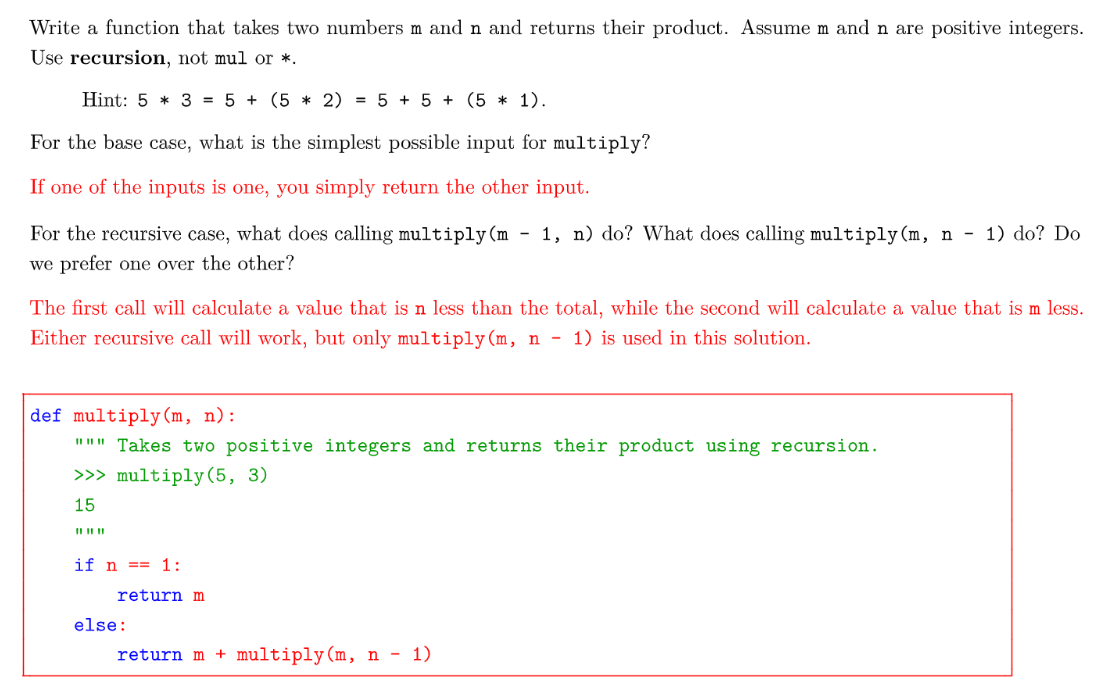 Write a function that takes two numbers m and n and returns their product. Assume m and n are positive integers.
Use recursion, not mul or *.
Hint: 5 * 3 = 5 + (5 * 2) = 5 + 5 + (5 * 1).
For the base case, what is the simplest possible input for multiply?
If one of the inputs is one, you simply return the other input.
For the recursive case, what does calling multiply(m - 1, n) do? What does calling multiply(m, n - 1) do? Do
we prefer one over the other?
The first call will calculate a value that is n less than the total, while the second will calculate a value that is m less.
Either recursive call will work, but only multiply(m, n - 1) is used in this solution.
def multiply(m, n):
    """ Takes two positive integers and returns their product using recursion.
    >>> multiply(5, 3)
    15
    """
    if n == 1:
        return m
    else:
        return m + multiply(m, n - 1)